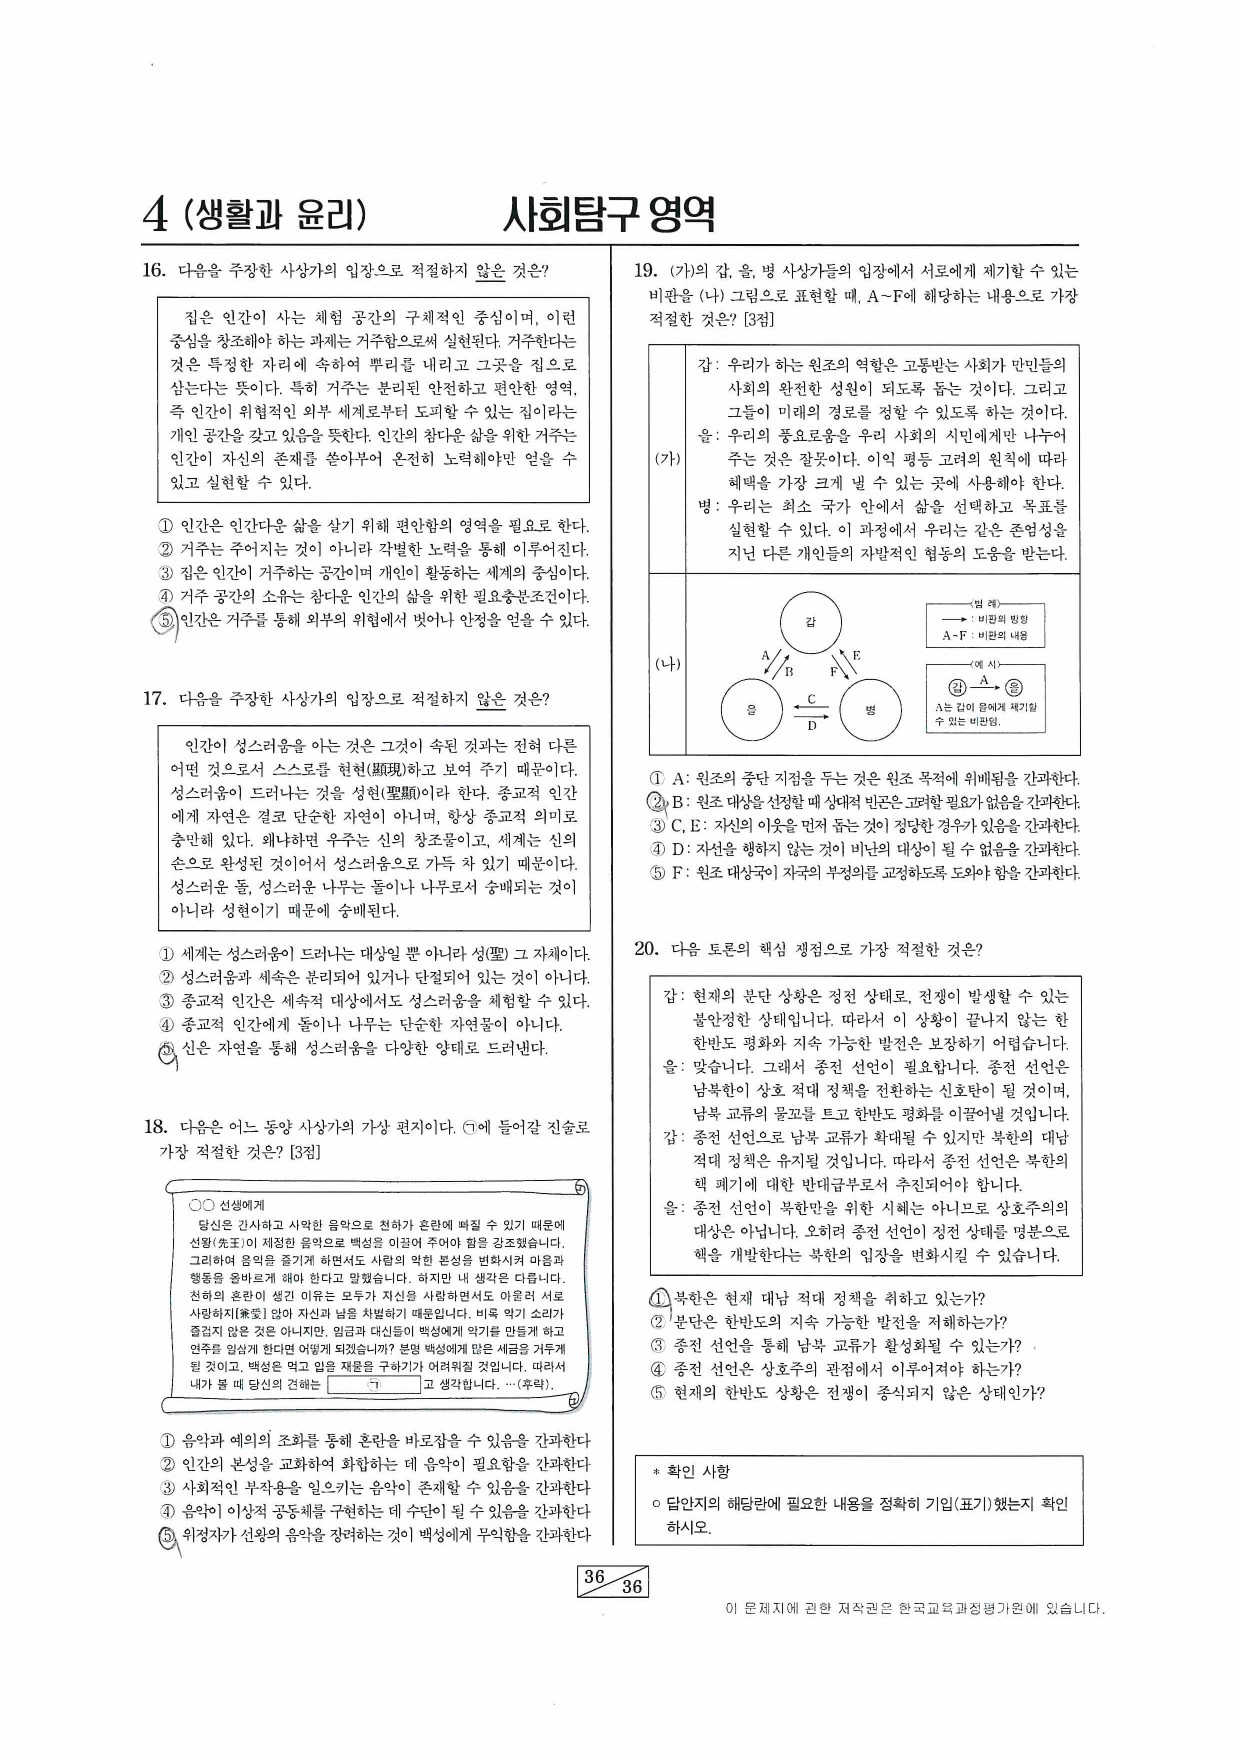 4 (생활과 윤리)
사회탐구 영역
16. 다음을 주장한 사상가의 입장으로 적절하지 않은 것은?
집은 인간이 사는 체험 공간의 구체적인 중심이며, 이런
중심을 창조해야 하는 과제는 거주함으로써 실현된다. 거주한다는
것은 특정한 자리에 속하여 뿌리를 내리고 그곳을 집으로
삼는다는 뜻이다. 특히 거주는 분리된 안전하고 편안한 영역,
즉 인간이 위협적인 외부 세계로부터 도피할 수 있는 집이라는
개인 공간을 갖고 있음을 뜻한다. 인간의 참다운 삶을 위한 거주는
인간이 자신의 존재를 쏟아부어 온전히 노력해야만 얻을 수
있고 실현할 수 있다.
① 인간은 인간다운 삶을 살기 위해 편안함의 영역을 필요로 한다.
② 거주는 주어지는 것이 아니라 각별한 노력을 통해 이루어진다.
③ 집은 인간이 거주하는 공간이며 개인이 활동하는 세계의 중심이다.
④ 거주 공간의 소유는 참다운 인간의 삶을 위한 필요충분조건이다.
⑤ 인간은 거주를 통해 외부의 위협에서 벗어나 안정을 얻을 수 있다.
17. 다음을 주장한 사상가의 입장으로 적절하지 않은 것은?
인간이 성스러움을 아는 것은 그것이 속된 것과는 전혀 다른
어떤 것으로서 스스로를 현현(顯現)하고 보여 주기 때문이다.
성스러움이 드러나는 것을 성현(聖顯)이라 한다. 종교적 인간
에게 자연은 결코 단순한 자연이 아니며, 항상 종교적 의미로
충만해 있다. 왜냐하면 우주는 신의 창조물이고, 세계는 신의
손으로 완성된 것이어서 성스러움으로 가득 차 있기 때문이다.
성스러운 돌, 성스러운 나무는 돌이나 나무로서 숭배되는 것이
아니라 성현이기 때문에 숭배된다.
① 세계는 성스러움이 드러나는 대상일 뿐 아니라 성(聖) 그 자체이다.
② 성스러움과 세속은 분리되어 있거나 단절되어 있는 것이 아니다.
③ 종교적 인간은 세속적 대상에서도 성스러움을 체험할 수 있다.
④ 종교적 인간에게 돌이나 나무는 단순한 자연물이 아니다.
⑤ 신은 자연을 통해 성스러움을 다양한 양태로 드러낸다.
18. 다음은 어느 동양 사상가의 가상 편지이다. ㉠에 들어갈 진술로
가장 적절한 것은? [3점]
○○ 선생에게
당신은 간사하고 사악한 음악으로 천하가 혼란에 빠질 수 있기 때문에
선왕(先王)이 제정한 음악으로 백성을 이끌어 주어야 함을 강조했습니다.
그리하여 음악을 즐기게 하면서도 사람의 악한 본성을 변화시켜 마음과
행동을 올바르게 해야 한다고 말했습니다. 하지만 내 생각은 다릅니다.
천하의 혼란이 생긴 이유는 모두가 자신을 사랑하면서도 아울러 서로
사랑하지[兼愛] 않아 자신과 남을 차별하기 때문입니다. 비록 악기 소리가
즐겁지 않은 것은 아니지만, 임금과 대신들이 백성에게 악기를 만들게 하고
연주를 일삼게 한다면 어떻게 되겠습니까? 분명 백성에게 많은 세금을 거두게
될 것이고, 백성은 먹고 입을 재물을 구하기가 어려워질 것입니다. 따라서
내가 볼 때 당신의 견해는 ㉠ 고 생각합니다. …(후략).
① 음악과 예의의 조화를 통해 혼란을 바로잡을 수 있음을 간과한다
② 인간의 본성을 교화하여 화합하는 데 음악이 필요함을 간과한다
③ 사회적인 부작용을 일으키는 음악이 존재할 수 있음을 간과한다
④ 음악이 이상적 공동체를 구현하는 데 수단이 될 수 있음을 간과한다
⑤ 위정자가 선왕의 음악을 장려하는 것이 백성에게 무익함을 간과한다
19. (가)의 갑, 을, 병 사상가들의 입장에서 서로에게 제기할 수 있는
비판을 (나) 그림으로 표현할 때, A~F에 해당하는 내용으로 가장
적절한 것은? [3점]
(가)
갑: 우리가 하는 원조의 역할은 고통받는 사회가 만민들의
사회의 완전한 성원이 되도록 돕는 것이다. 그리고
그들이 미래의 경로를 정할 수 있도록 하는 것이다.
을: 우리의 풍요로움을 우리 사회의 시민에게만 나누어
주는 것은 잘못이다. 이익 평등 고려의 원칙에 따라
혜택을 가장 크게 낼 수 있는 곳에 사용해야 한다.
병: 우리는 최소 국가 안에서 삶을 선택하고 목표를
실현할 수 있다. 이 과정에서 우리는 같은 존엄성을
지닌 다른 개인들의 자발적인 협동의 도움을 받는다.
(나)
갑
A
B
E
F
을
C
D
병
<범 례>
→ : 비판의 방향
A~F : 비판의 내용
<예 시>
갑 A→ 을
A는 갑이 을에게 제기할
수 있는 비판임.
① A: 원조의 중단 지점을 두는 것은 원조 목적에 위배됨을 간과한다.
② B: 원조 대상을 선정할 때 상대적 빈곤은 고려할 필요가 없음을 간과한다.
③ C, E: 자신의 이웃을 먼저 돕는 것이 정당한 경우가 있음을 간과한다.
④ D: 자선을 행하지 않는 것이 비난의 대상이 될 수 없음을 간과한다.
⑤ F: 원조 대상국이 자국의 부정의를 교정하도록 도와야 함을 간과한다.
20. 다음 토론의 핵심 쟁점으로 가장 적절한 것은?
갑: 현재의 분단 상황은 정전 상태로, 전쟁이 발생할 수 있는
불안정한 상태입니다. 따라서 이 상황이 끝나지 않는 한
한반도 평화와 지속 가능한 발전은 보장하기 어렵습니다.
을: 맞습니다. 그래서 종전 선언이 필요합니다. 종전 선언은
남북한이 상호 적대 정책을 전환하는 신호탄이 될 것이며,
남북 교류의 물꼬를 트고 한반도 평화를 이끌어낼 것입니다.
갑: 종전 선언으로 남북 교류가 확대될 수 있지만 북한의 대남
적대 정책은 유지될 것입니다. 따라서 종전 선언은 북한의
핵 폐기에 대한 반대급부로서 추진되어야 합니다.
을: 종전 선언이 북한만을 위한 시혜는 아니므로 상호주의의
대상은 아닙니다. 오히려 종전 선언이 정전 상태를 명분으로
핵을 개발한다는 북한의 입장을 변화시킬 수 있습니다.
① 북한은 현재 대남 적대 정책을 취하고 있는가?
② 분단은 한반도의 지속 가능한 발전을 저해하는가?
③ 종전 선언을 통해 남북 교류가 활성화될 수 있는가?
④ 종전 선언은 상호주의 관점에서 이루어져야 하는가?
⑤ 현재의 한반도 상황은 전쟁이 종식되지 않은 상태인가?
* 확인 사항
○ 답안지의 해당란에 필요한 내용을 정확히 기입(표기)했는지 확인
하시오.
36
36
이 문제지에 관한 저작권은 한국교육과정평가원에 있습니다.